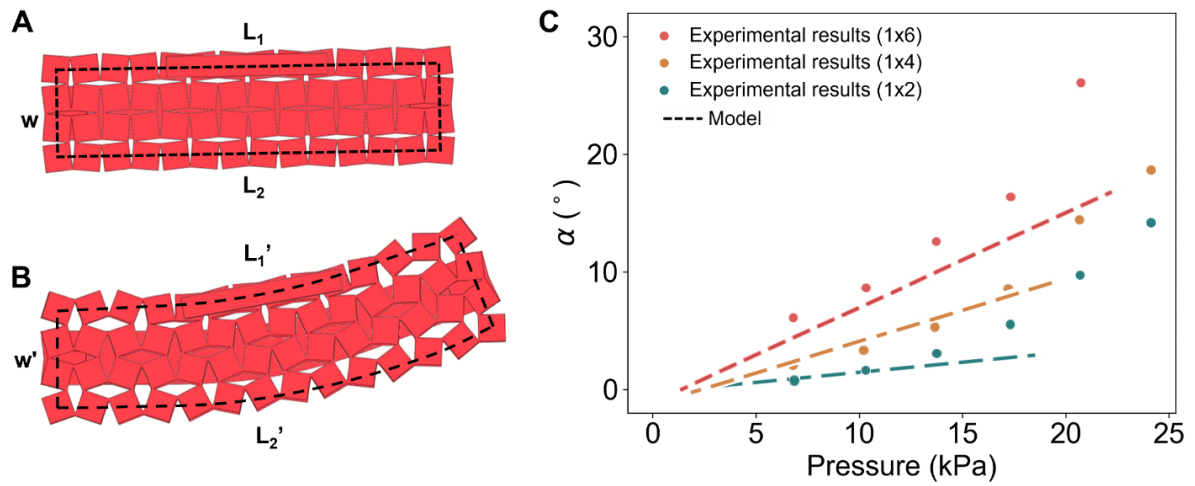 A
L1
w
L2
B
L1’
w’
L2’
C
Experimental results (1x6)
Experimental results (1x4)
Experimental results (1x2)
Model
α (°)
30
20
10
0
0 5 10 15 20 25
Pressure (kPa)